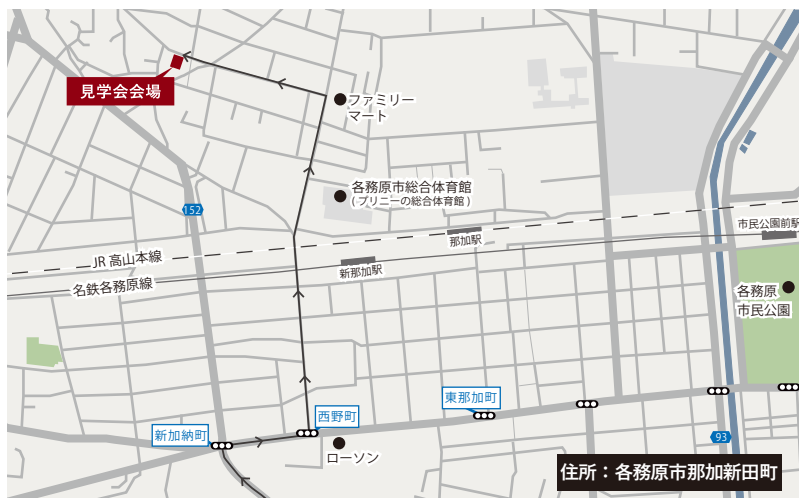 見学会会場
ファミリー
マート
各務原市総合体育館
( プリニーの総合体育館 )
152
市民公園前駅
那加駅
JR 高山本線
新那加駅
名鉄各務原線
各務原
市民公園
東那加町
西野町
新加納町
93
ローソン
住所：各務原市那加新田町